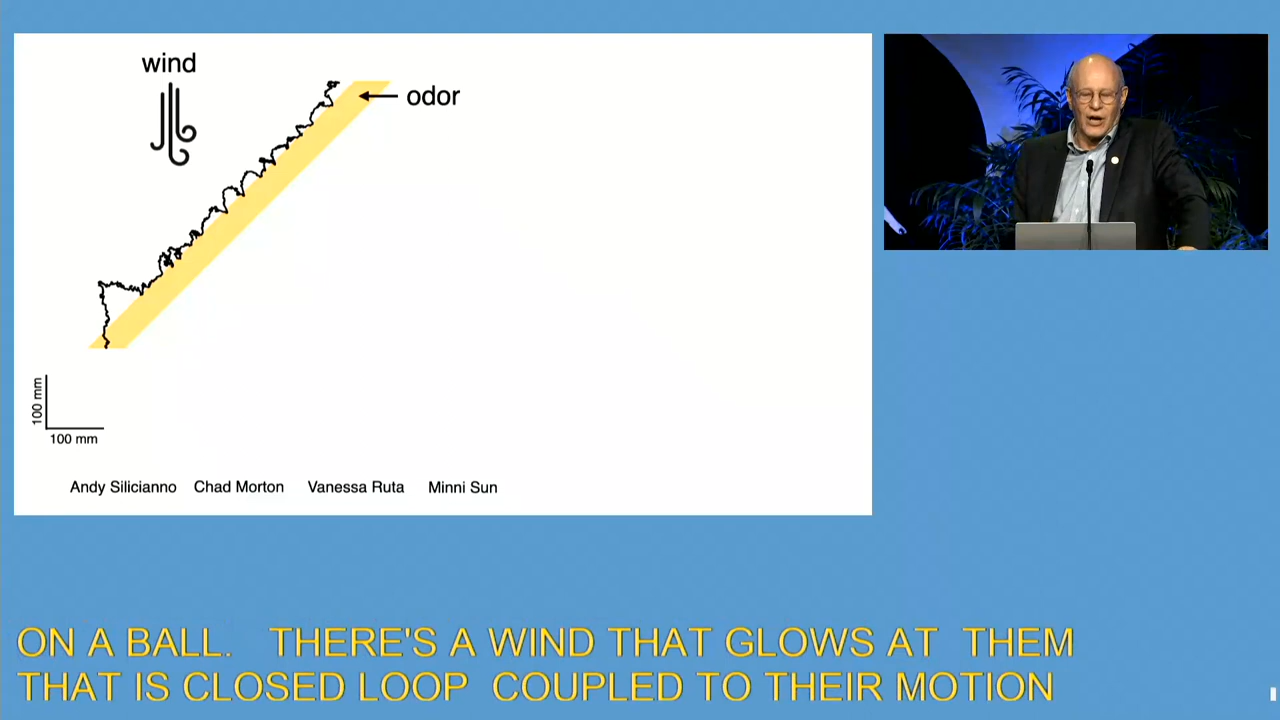 wind
odor
100 mm
100 mm
Andy Silicianno Chad Morton Vanessa Ruta Minni Sun
ON A BALL. THERE'S A WIND THAT GLOWS AT THEM
THAT IS CLOSED LOOP COUPLED TO THEIR MOTION